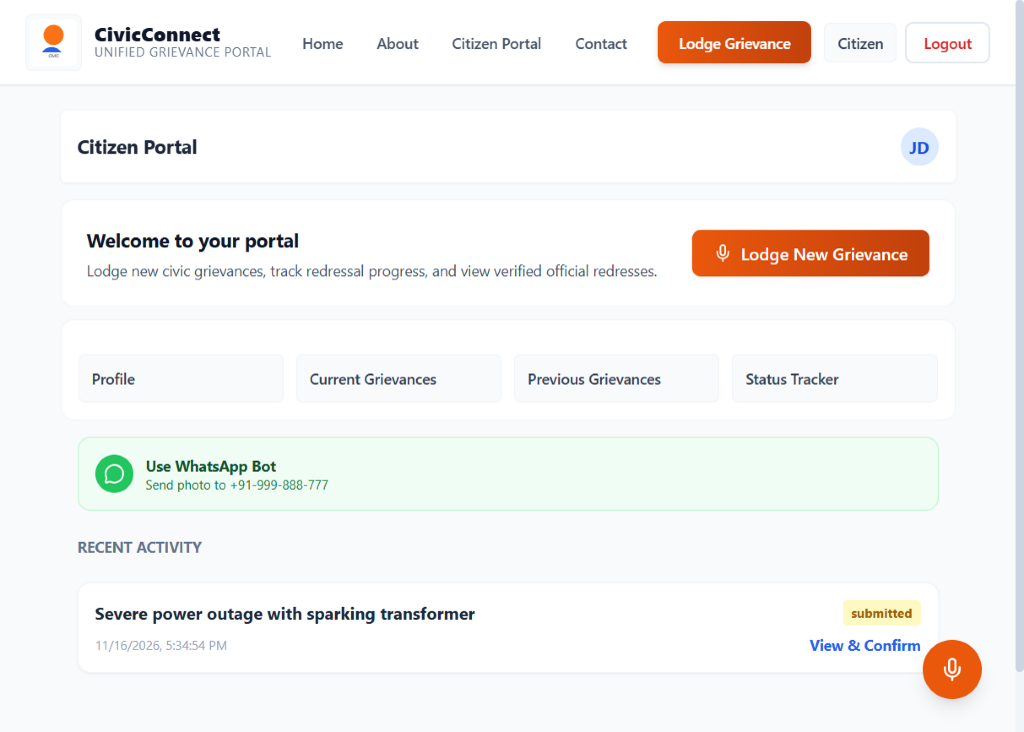 CivicConnect
UNIFIED GRIEVANCE PORTAL
Home
About
Citizen Portal
Contact
Lodge Grievance
Citizen
Logout
Citizen Portal
JD
Welcome to your portal
Lodge new civic grievances, track redressal progress, and view verified official redresses.
Lodge New Grievance
Profile
Current Grievances
Previous Grievances
Status Tracker
Use WhatsApp Bot
Send photo to +91-999-888-777
RECENT ACTIVITY
Severe power outage with sparking transformer
submitted
11/16/2026, 5:34:54 PM
View & Confirm